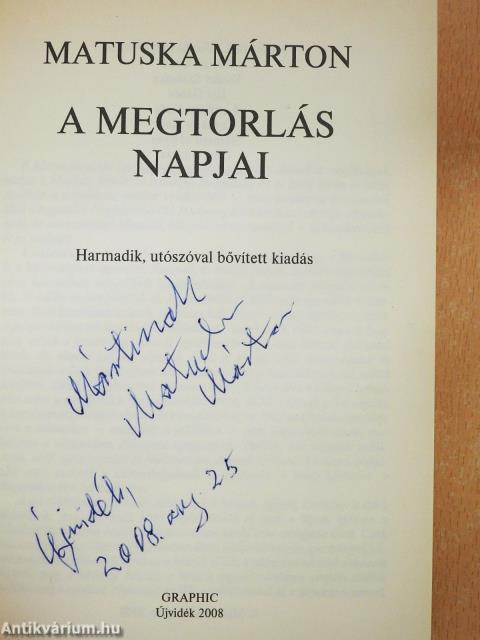 MATUSKA MÁRTON
A MEGTORLÁS
NAPJAI
Harmadik, utószóval bővített kiadás
Mártinak
Matuska
Márton
Újvidék,
2008. aug. 25
GRAPHIC
Újvidék 2008
Antikvárium.hu